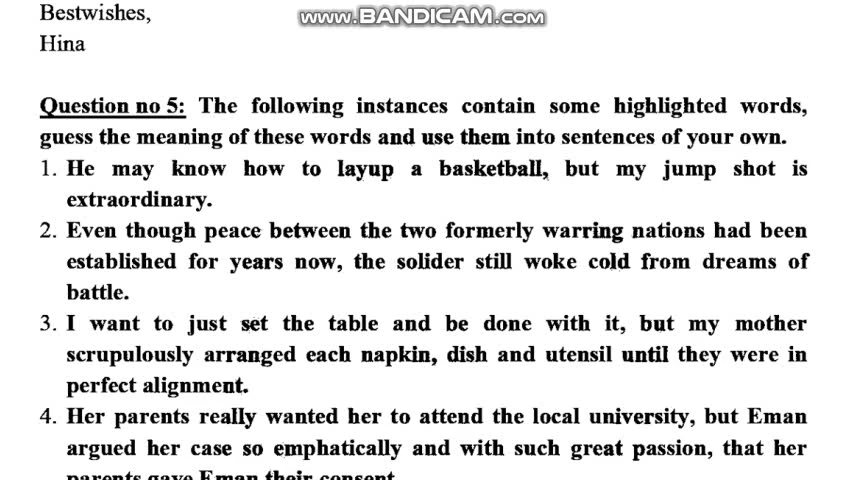 Bestwishes,
www.BANDICAM.com
Hina
Question no 5: The following instances contain some highlighted words,
guess the meaning of these words and use them into sentences of your own.
1. He may know how to layup a basketball, but my jump shot is
extraordinary.
2. Even though peace between the two formerly warring nations had been
established for years now, the solider still woke cold from dreams of
battle.
3. I want to just set the table and be done with it, but my mother
scrupulously arranged each napkin, dish and utensil until they were in
perfect alignment.
4. Her parents really wanted her to attend the local university, but Eman
argued her case so emphatically and with such great passion, that her
parents gave Eman their consent.